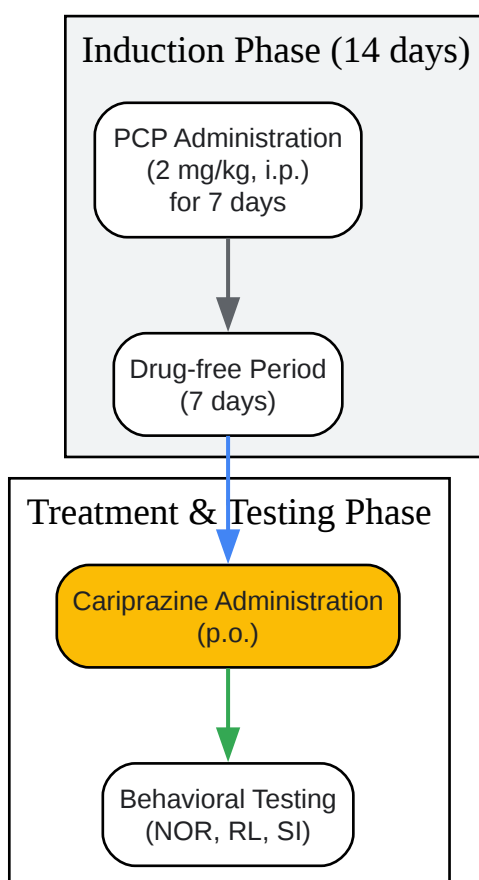 Induction Phase (14 days)
PCP Administration
(2 mg/kg, i.p.)
for 7 days
Drug-free Period
(7 days)
Treatment & Testing Phase
Cariprazine Administration
(p.o.)
Behavioral Testing
(NOR, RL, SI)